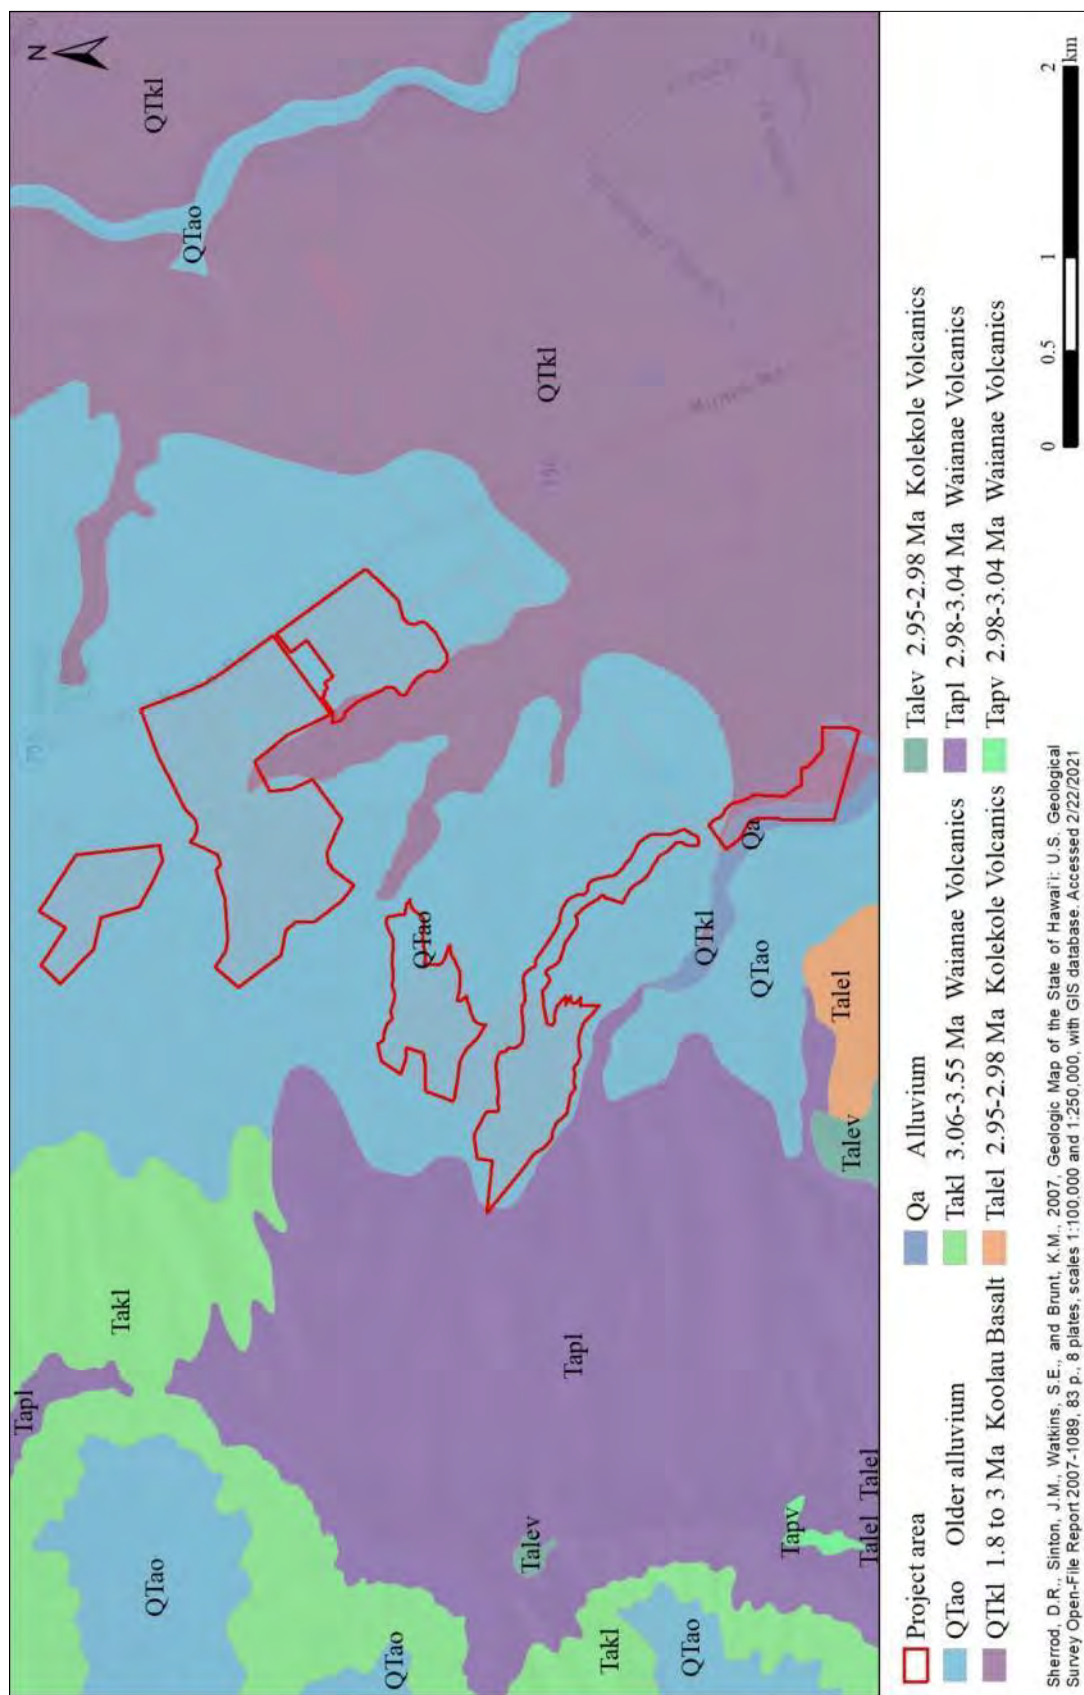 N
QTkl
QTao
QTkl
Tapl
Takl
QTao
QTao
Qa
QTkl
QTao
Talel
Talev
Tapl
QTao
Talev
Takl
QTao
Tapv
Talel Talel
Project area
QTao Older alluvium
QTkl 1.8 to 3 Ma Koolau Basalt
Qa Alluvium
Takl 3.06-3.55 Ma Waianae Volcanics
Talel 2.95-2.98 Ma Kolekole Volcanics
Talev 2.95-2.98 Ma Kolekole Volcanics
Tapl 2.98-3.04 Ma Waianae Volcanics
Tapv 2.98-3.04 Ma Waianae Volcanics
0 0.5 1 2
km
Sherrod, D.R., Sinton, J.M., Watkins, S.E., and Brunt, K.M., 2007, Geologic Map of the State of Hawai`i: U.S. Geological
Survey Open-File Report 2007-1089, 83 p., 8 plates, scales 1:100,000 and 1:250,000, with GIS database. Accessed 2/22/2021